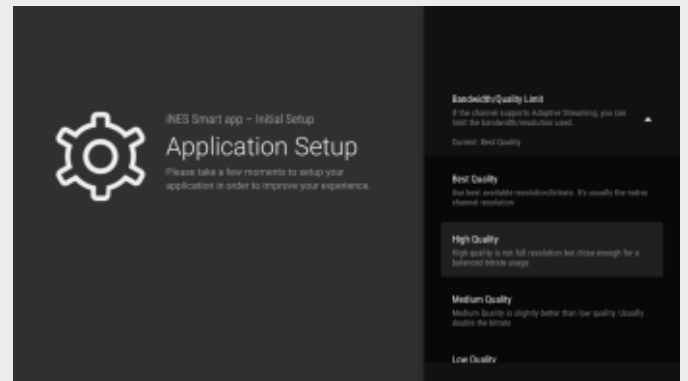 iNES Smart app – Initial Setup
Application Setup
Please take a few moments to setup your
application in order to improve your experience.
Bandwidth/Quality Limit
If the channel supports Adaptive Streaming, you can
limit the bandwidth/resolution used.
Current: Best Quality
Best Quality
Use best available resolution/bitrate. It's usually the native
channel resolution
High Quality
High quality is not full resolution but close enough for a
balanced bitrate usage
Medium Quality
Medium Quality is slightly better than low quality. Usually
double the bitrate
Low Quality